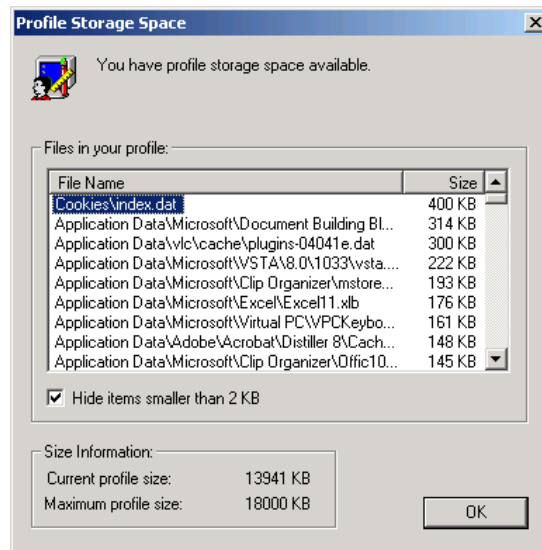 Profile Storage Space
You have profile storage space available.
Files in your profile:
File Name Size
Cookies\index.dat 400 KB
Application Data\Microsoft\Document Building Bl... 314 KB
Application Data\vlc\cache\plugins-04041e.dat 300 KB
Application Data\Microsoft\VSTA\8.0\1033\vsta.... 222 KB
Application Data\Microsoft\Clip Organizer\mstore... 193 KB
Application Data\Microsoft\Excel\Excel11.xlb 176 KB
Application Data\Microsoft\Virtual PC\VPCKeybo... 161 KB
Application Data\Adobe\Acrobat\Distiller 8\Cach... 148 KB
Application Data\Microsoft\Clip Organizer\Offic10... 145 KB
Hide items smaller than 2 KB
Size Information:
Current profile size: 13941 KB
Maximum profile size: 18000 KB
OK